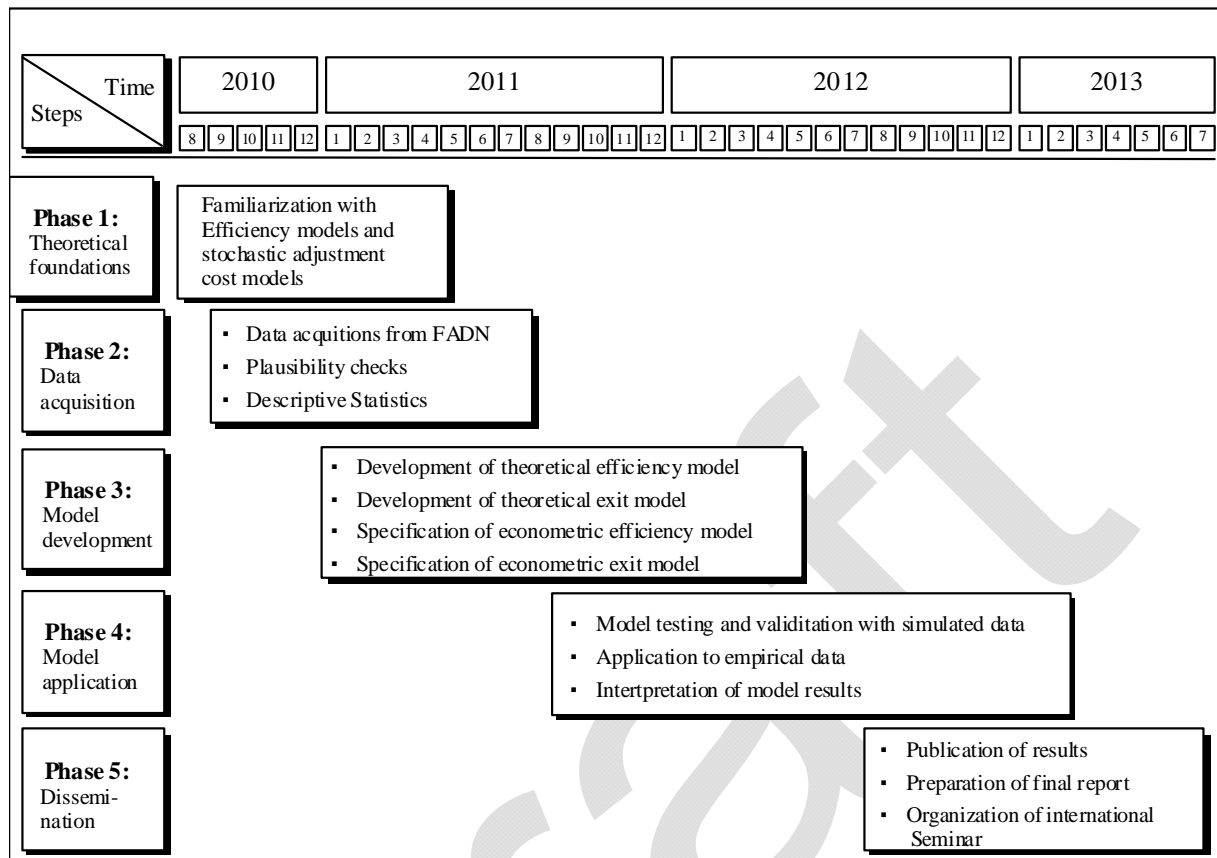 Time
Steps
2010
2011
2012
2013
8 9 10 11 12 1 2 3 4 5 6 7 8 9 10 11 12 1 2 3 4 5 6 7 8 9 10 11 12 1 2 3 4 5 6 7
Phase 1:
Theoretical
foundations
Familiarization with
Efficiency models and
stochastic adjustment
cost models
Phase 2:
Data
acquisition
▪ Data acquitions from FADN
▪ Plausibility checks
▪ Descriptive Statistics
Phase 3:
Model
development
▪ Development of theoretical efficiency model
▪ Development of theoretical exit model
▪ Specification of econometric efficiency model
▪ Specification of econometric exit model
Phase 4:
Model
application
▪ Model testing and validitation with simulated data
▪ Application to empirical data
▪ Intertpretation of model results
Phase 5:
Dissemi-
nation
▪ Publication of results
▪ Preparation of final report
▪ Organization of international
Seminar